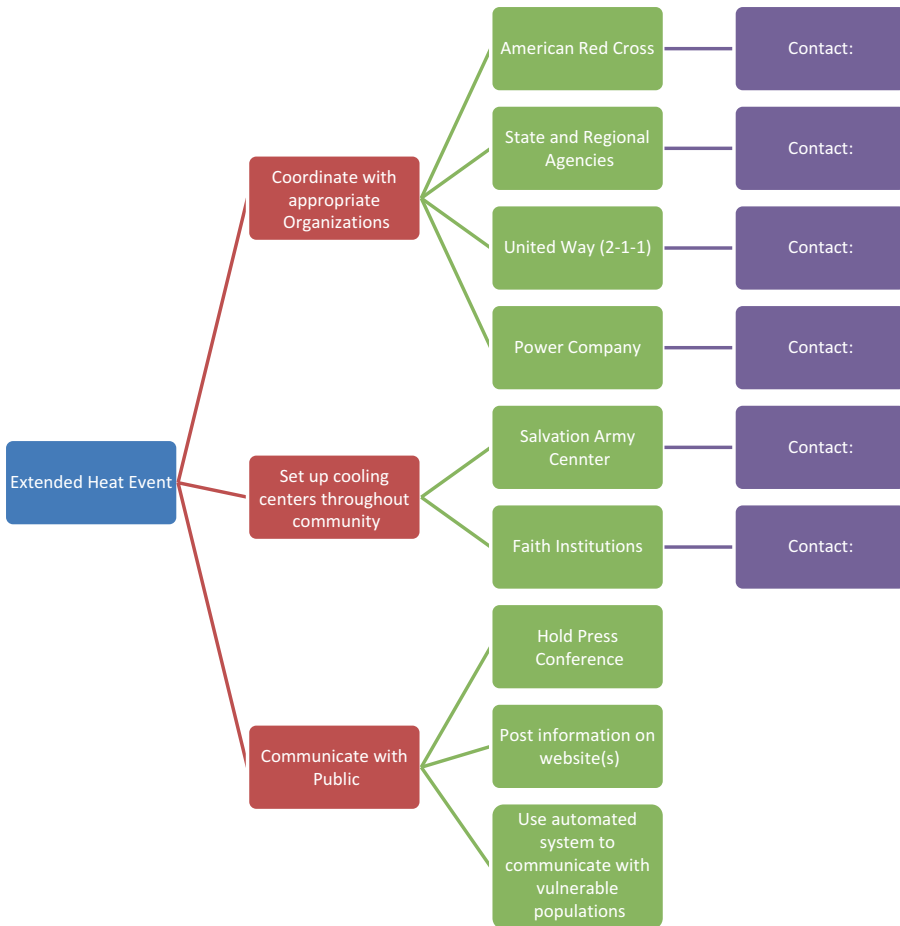 Extended Heat Event
Coordinate with
appropriate
Organizations
American Red Cross
Contact:
State and Regional
Agencies
Contact:
United Way (2-1-1)
Contact:
Power Company
Contact:
Set up cooling
centers throughout
community
Salvation Army
Cennter
Contact:
Faith Institutions
Contact:
Communicate with
Public
Hold Press
Conference
Post information on
website(s)
Use automated
system to
communicate with
vulnerable
populations